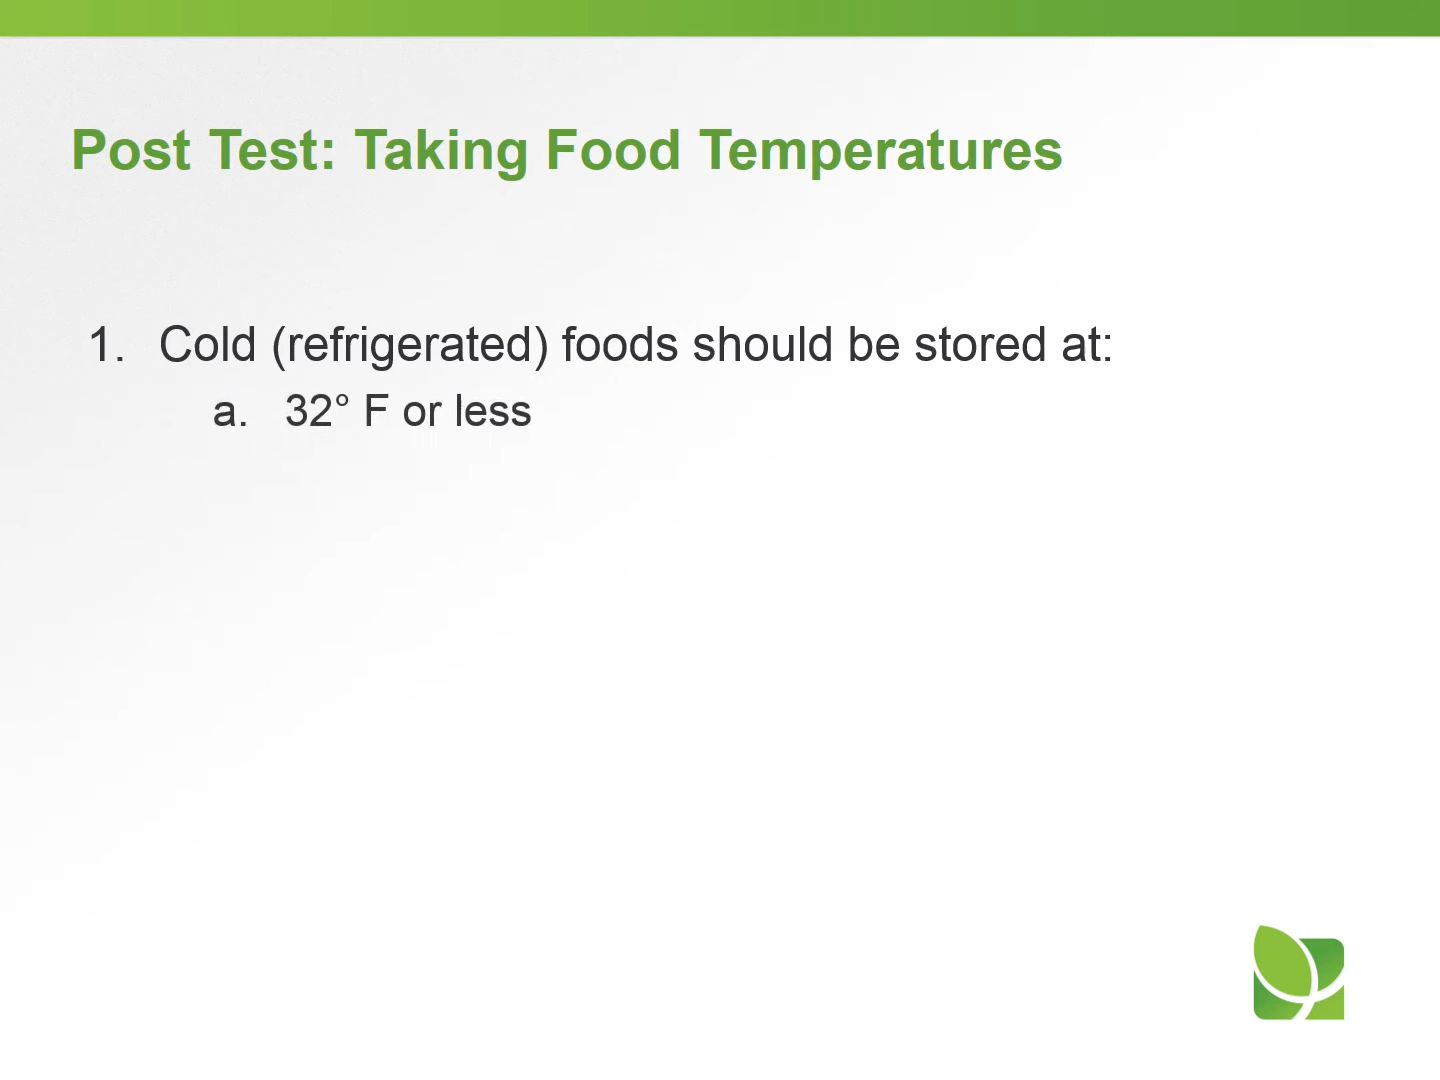 Post Test: Taking Food Temperatures
1. Cold (refrigerated) foods should be stored at:
a. 32° F or less